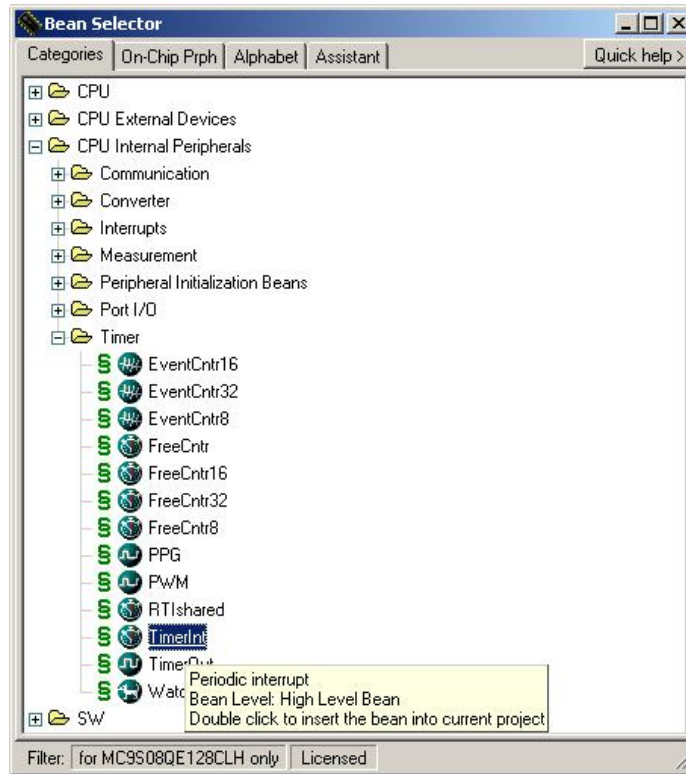 Bean Selector
Categories On-Chip Prph Alphabet Assistant Quick help >
CPU
CPU External Devices
CPU Internal Peripherals
Communication
Converter
Interrupts
Measurement
Peripheral Initialization Beans
Port I/O
Timer
EventCntr16
EventCntr32
EventCntr8
FreeCntr
FreeCntr16
FreeCntr32
FreeCntr8
PPG
PWM
RTIshared
TimerInt
Periodic interrupt
Bean Level: High Level Bean
Double click to insert the bean into current project
SW
Filter: for MC9S08QE128CLH only Licensed